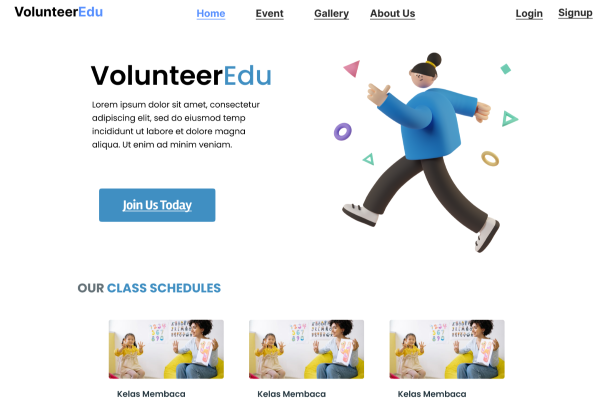 VolunteerEdu
Home Event Gallery About Us Login Signup
VolunteerEdu
Lorem ipsum dolor sit amet, consectetur
adipiscing elit, sed do eiusmod temp
incididunt ut labore et dolore magna
aliqua. Ut enim ad minim veniam.
Join Us Today
OUR CLASS SCHEDULES
Kelas Membaca
Kelas Membaca
Kelas Membaca